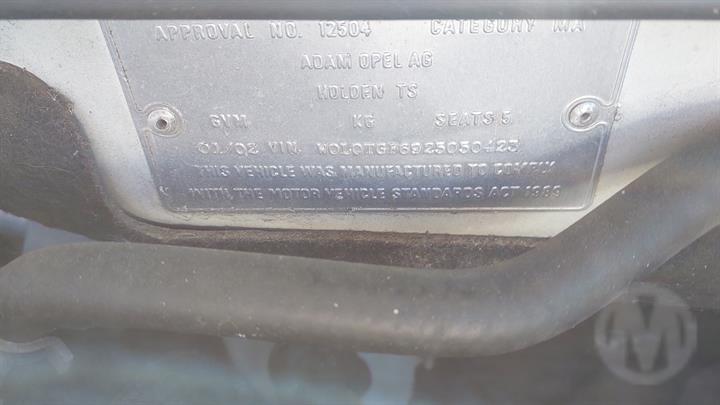 APPROVAL NO. 12504 CATEGORY MA
ADAM OPEL AG
HOLDEN TS
GVM KG SEATS 5
01/02 VIN. W0L0TGF6925050423
THIS VEHICLE WAS MANUFACTURED TO COMPLY
WITH THE MOTOR VEHICLE STANDARDS ACT 1989
M